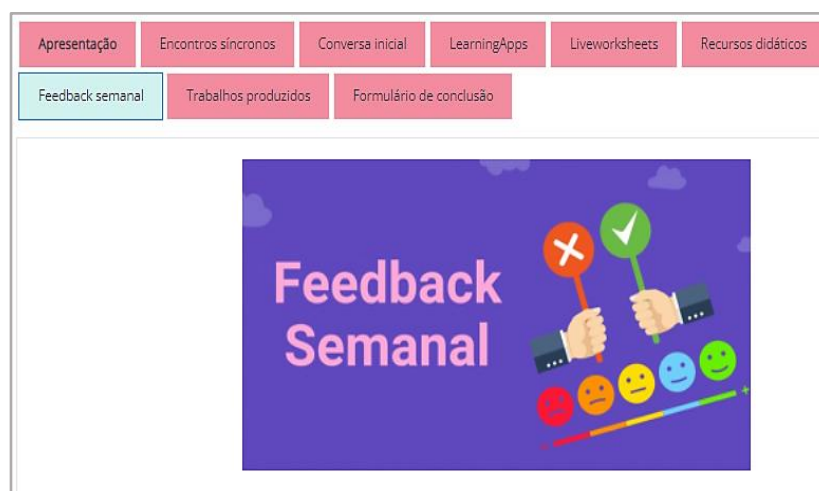 Apresentação Encontros síncronos Conversa inicial LearningApps Liveworksheets Recursos didáticos
Feedback semanal Trabalhos produzidos Formulário de conclusão
Feedback
Semanal